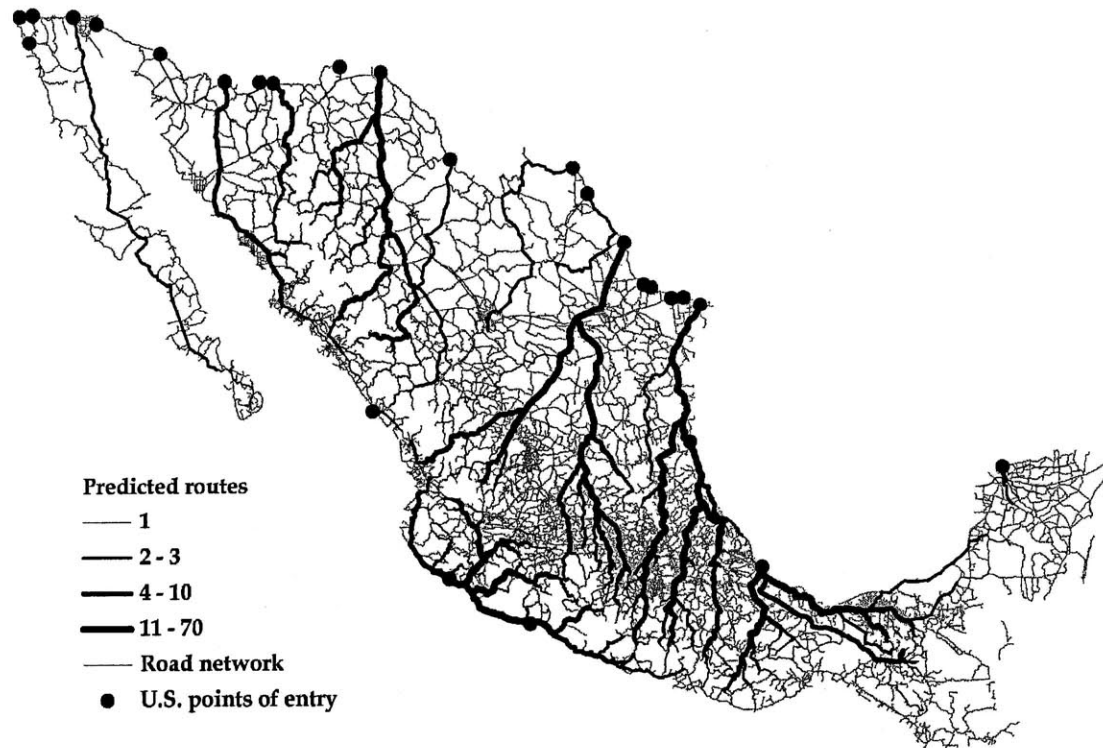 Predicted routes
1
2 - 3
4 - 10
11 - 70
Road network
U.S. points of entry